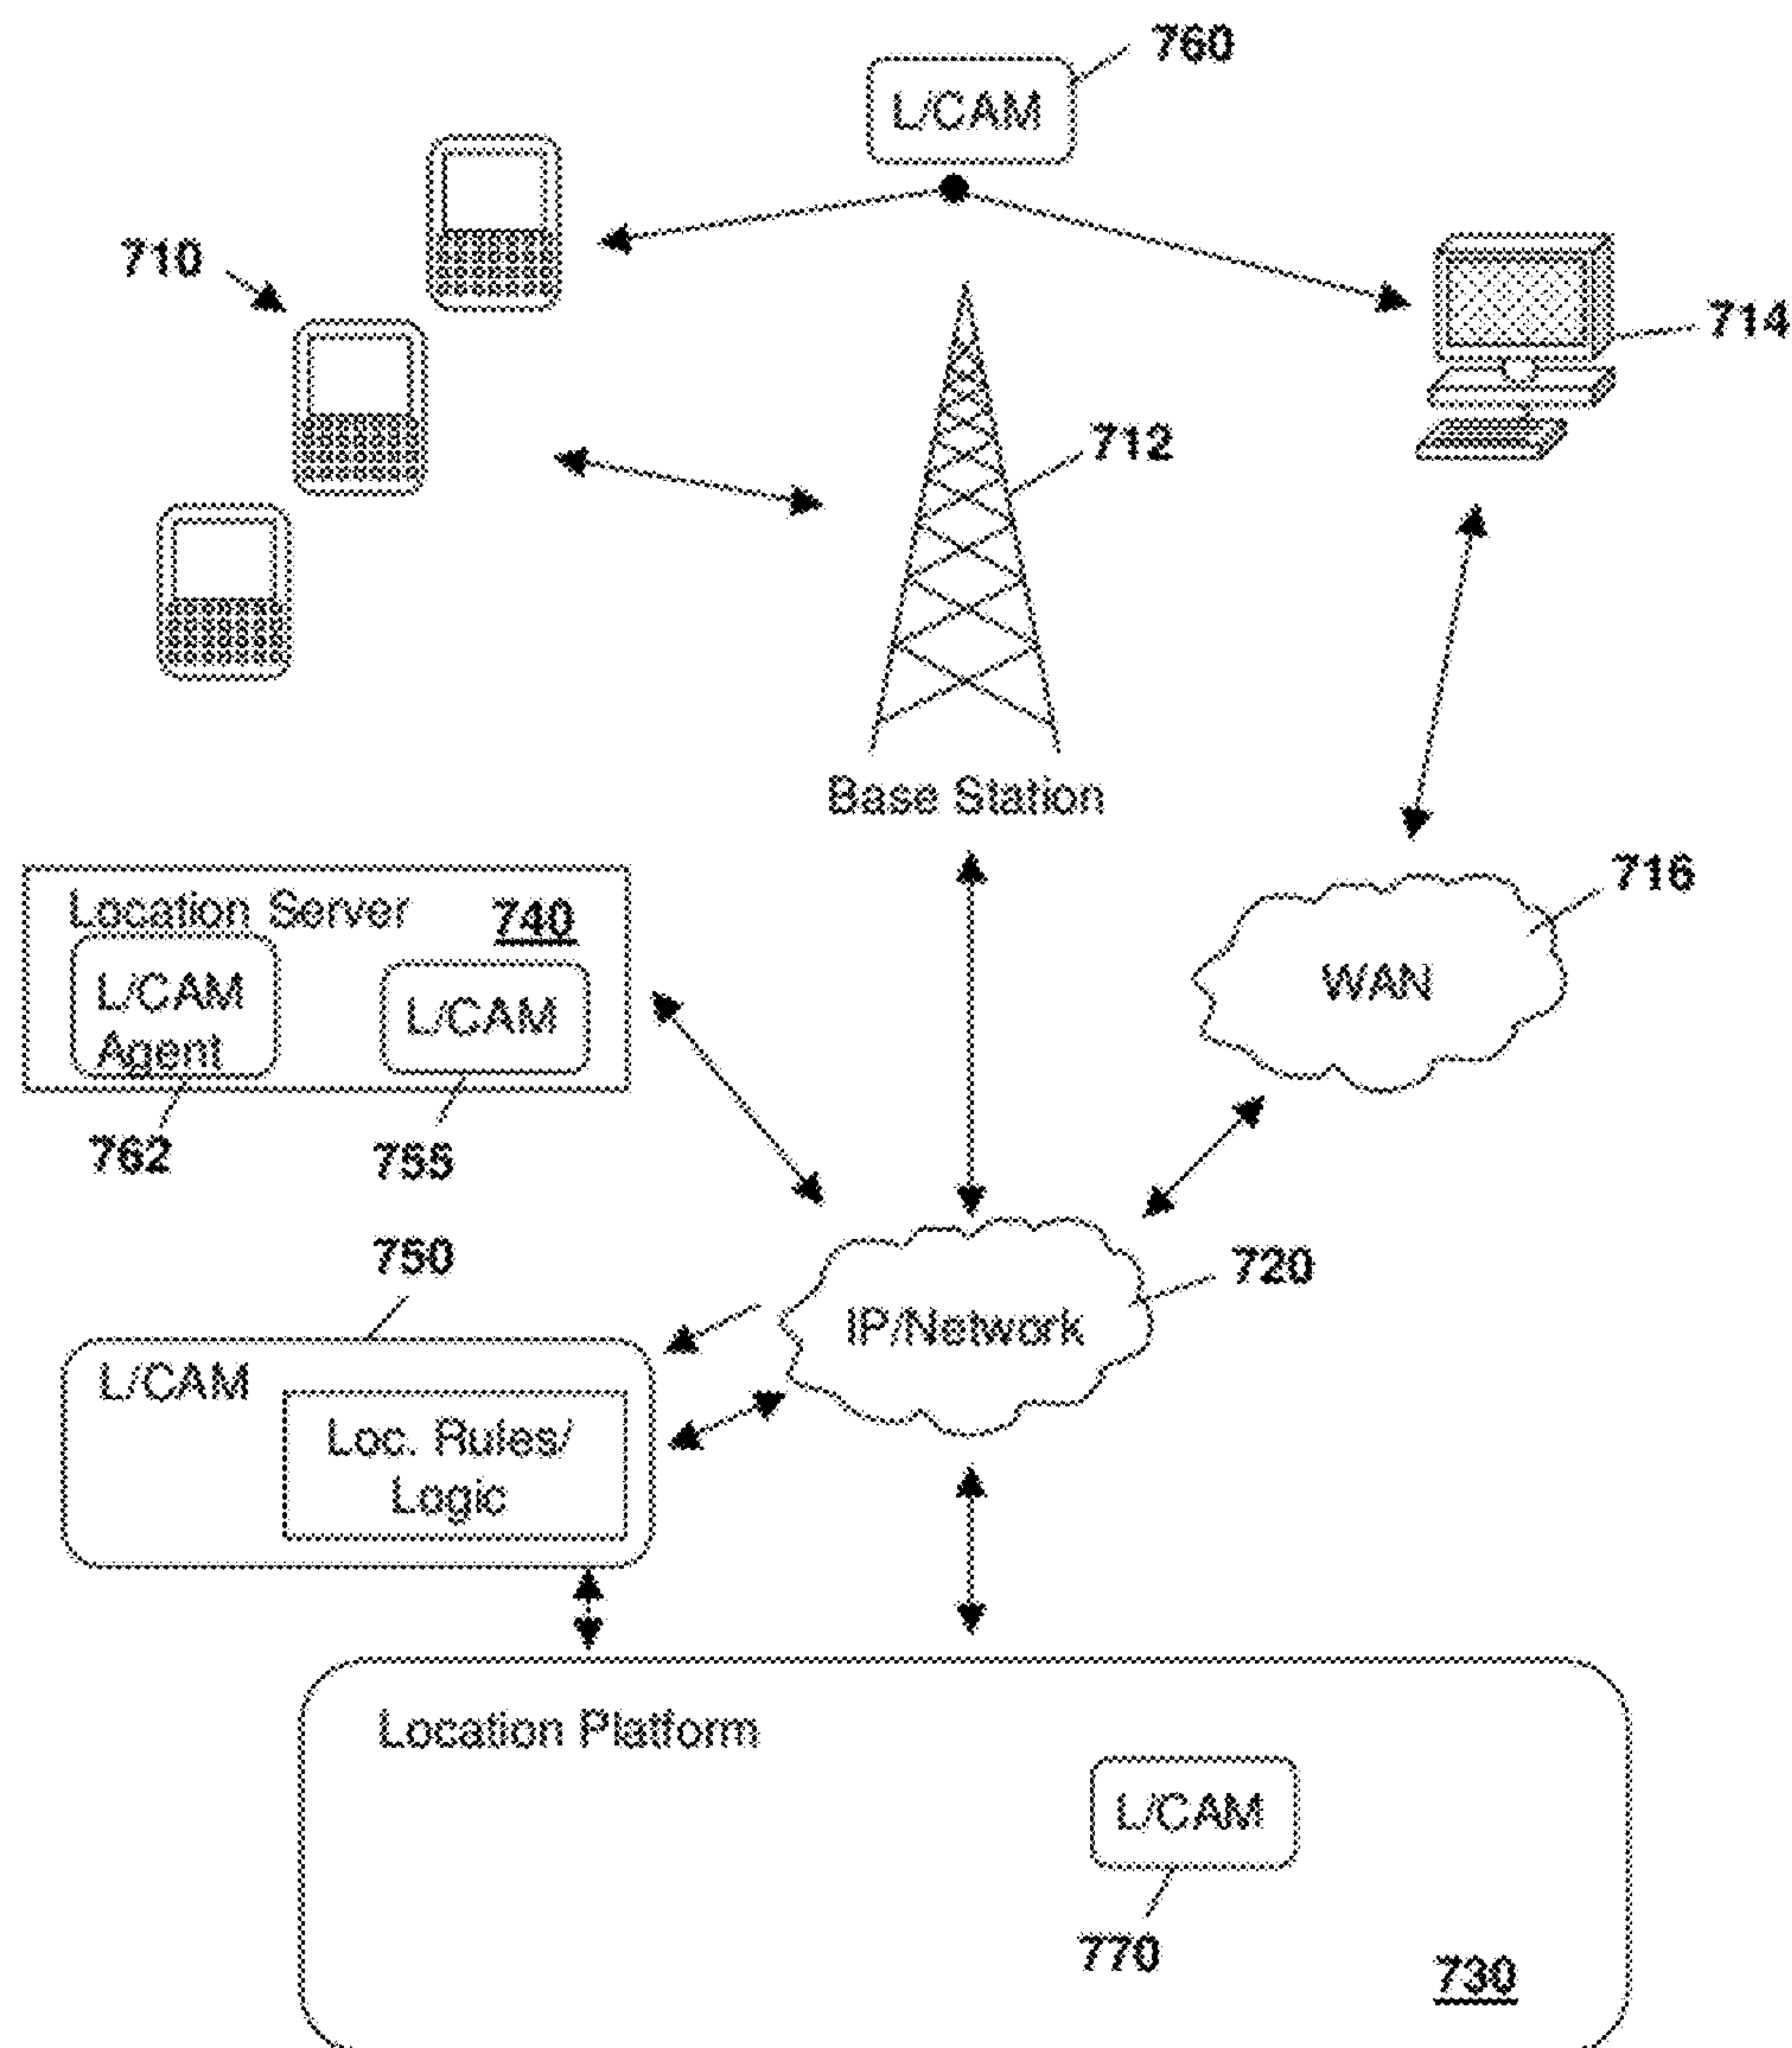 760
L/CAM
710
714
712
Base Station
716
Location Server 740
WAN
L/CAM
Agent
L/CAM
762
755
750
720
IP/Network
L/CAM
Loc. Rules/
Logic
Location Platform
L/CAM
770
730